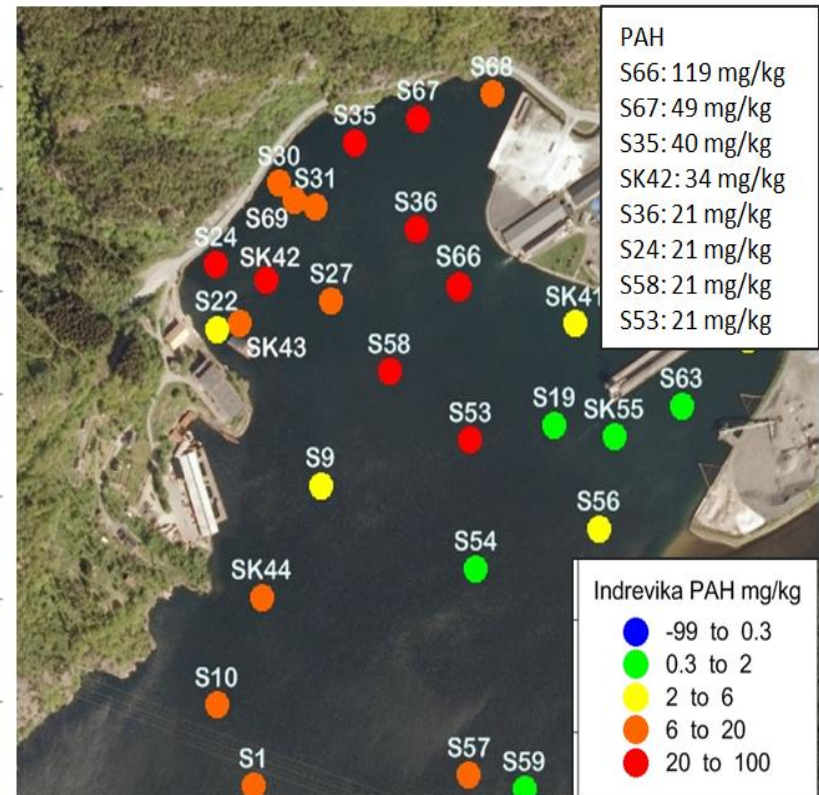 PAH
S66: 119 mg/kg
S67: 49 mg/kg
S35: 40 mg/kg
SK42: 34 mg/kg
S36: 21 mg/kg
S24: 21 mg/kg
S58: 21 mg/kg
S53: 21 mg/kg
S68
S67
S35
S30
S31
S69
S36
S24
SK42
S66
S27
S22
SK41
SK43
S58
S63
S19
SK55
S53
S9
S56
S54
SK44
S10
S1
S57
S59
Indrevika PAH mg/kg
-99 to 0.3
0.3 to 2
2 to 6
6 to 20
20 to 100